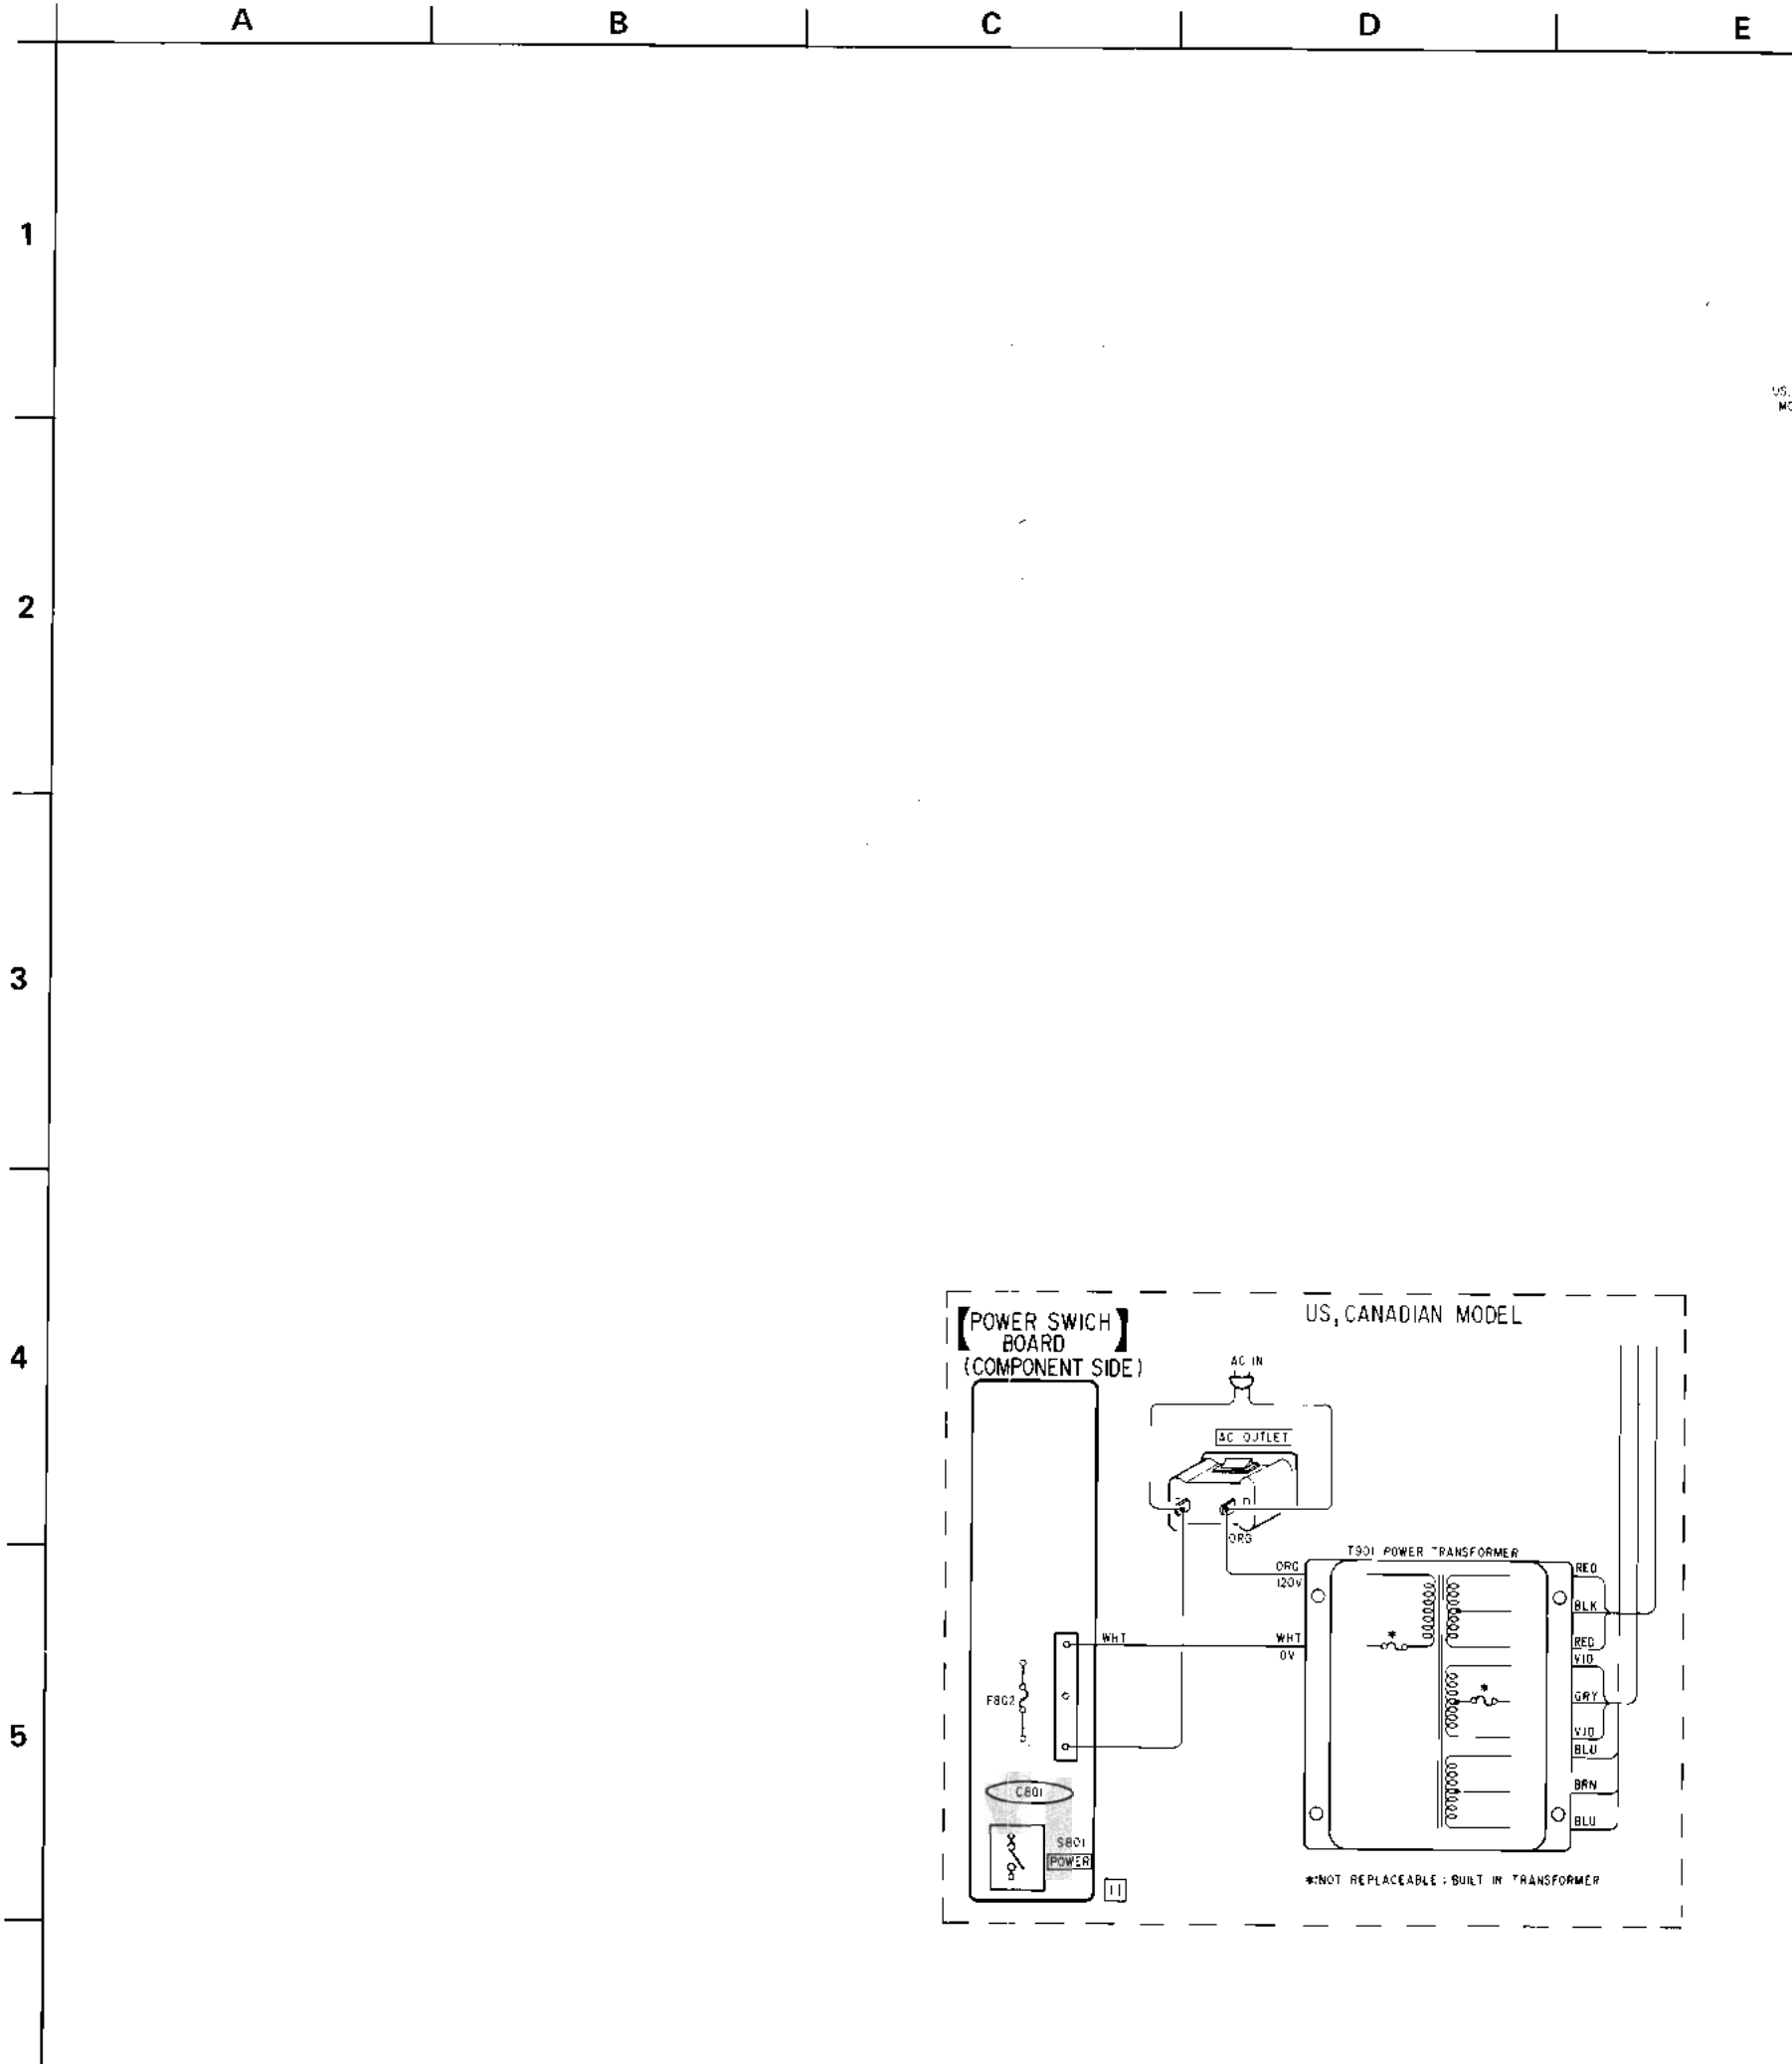 A B C D E
1
US,
2
3
4
5
POWER SWICH
BOARD
(COMPONENT SIDE)
US, CANADIAN MODEL
AC IN
AC OUTLET
ORG
ORG
120V
T901 POWER TRANSFORMER
RED
BLK
RED
WHT
WHT
0V
*
VIO
F802
*
GRY
VIO
BLU
C801
BRN
BLU
S801
POWER
11
*:NOT REPLACEABLE : BUILT IN TRANSFORMER